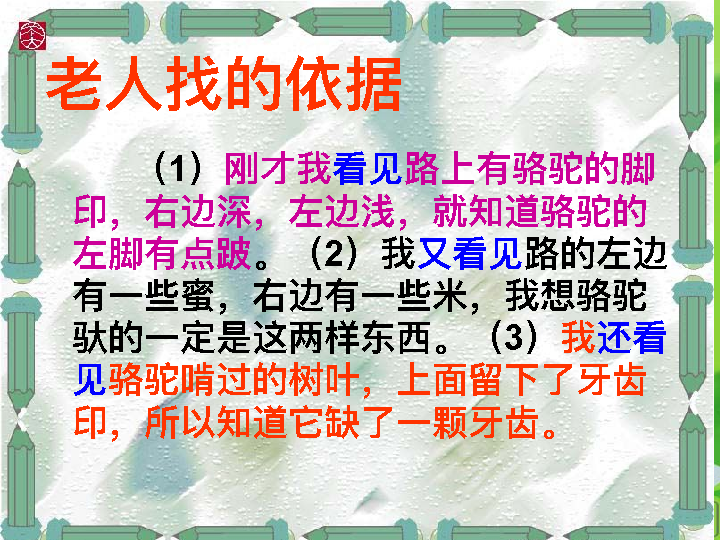 老人找的依据
（1）刚才我看见路上有骆驼的脚
印，右边深，左边浅，就知道骆驼的
左脚有点跛。（2）我又看见路的左边
有一些蜜，右边有一些米，我想骆驼
驮的一定是这两样东西。（3）我还看
见骆驼啃过的树叶，上面留下了牙齿
印，所以知道它缺了一颗牙齿。